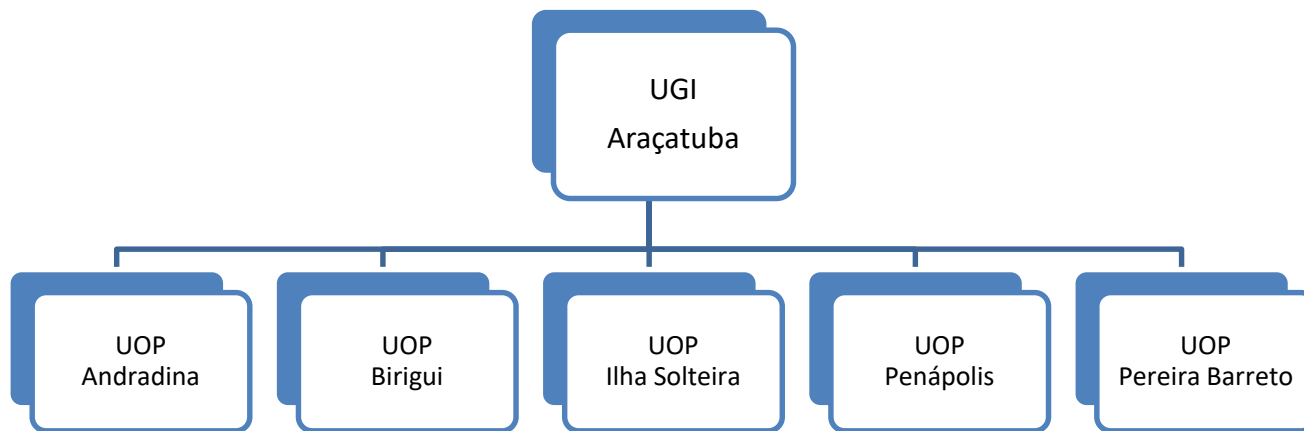 UGI
Araçatuba
UOP
Andradina
UOP
Birigui
UOP
Ilha Solteira
UOP
Penápolis
UOP
Pereira Barreto